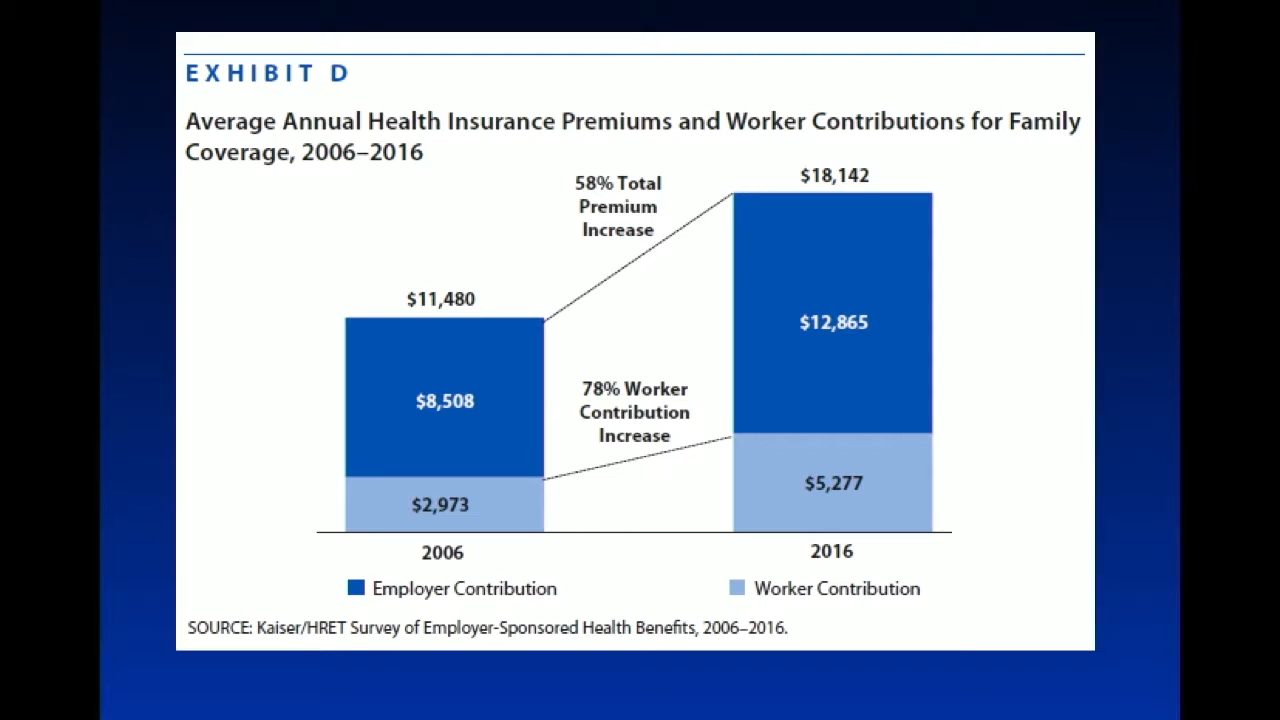 EXHIBIT D
Average Annual Health Insurance Premiums and Worker Contributions for Family
Coverage, 2006–2016
58% Total
Premium
Increase
$18,142
$11,480
$12,865
$8,508
78% Worker
Contribution
Increase
$5,277
$2,973
2006
2016
Employer Contribution
Worker Contribution
SOURCE: Kaiser/HRET Survey of Employer-Sponsored Health Benefits, 2006–2016.